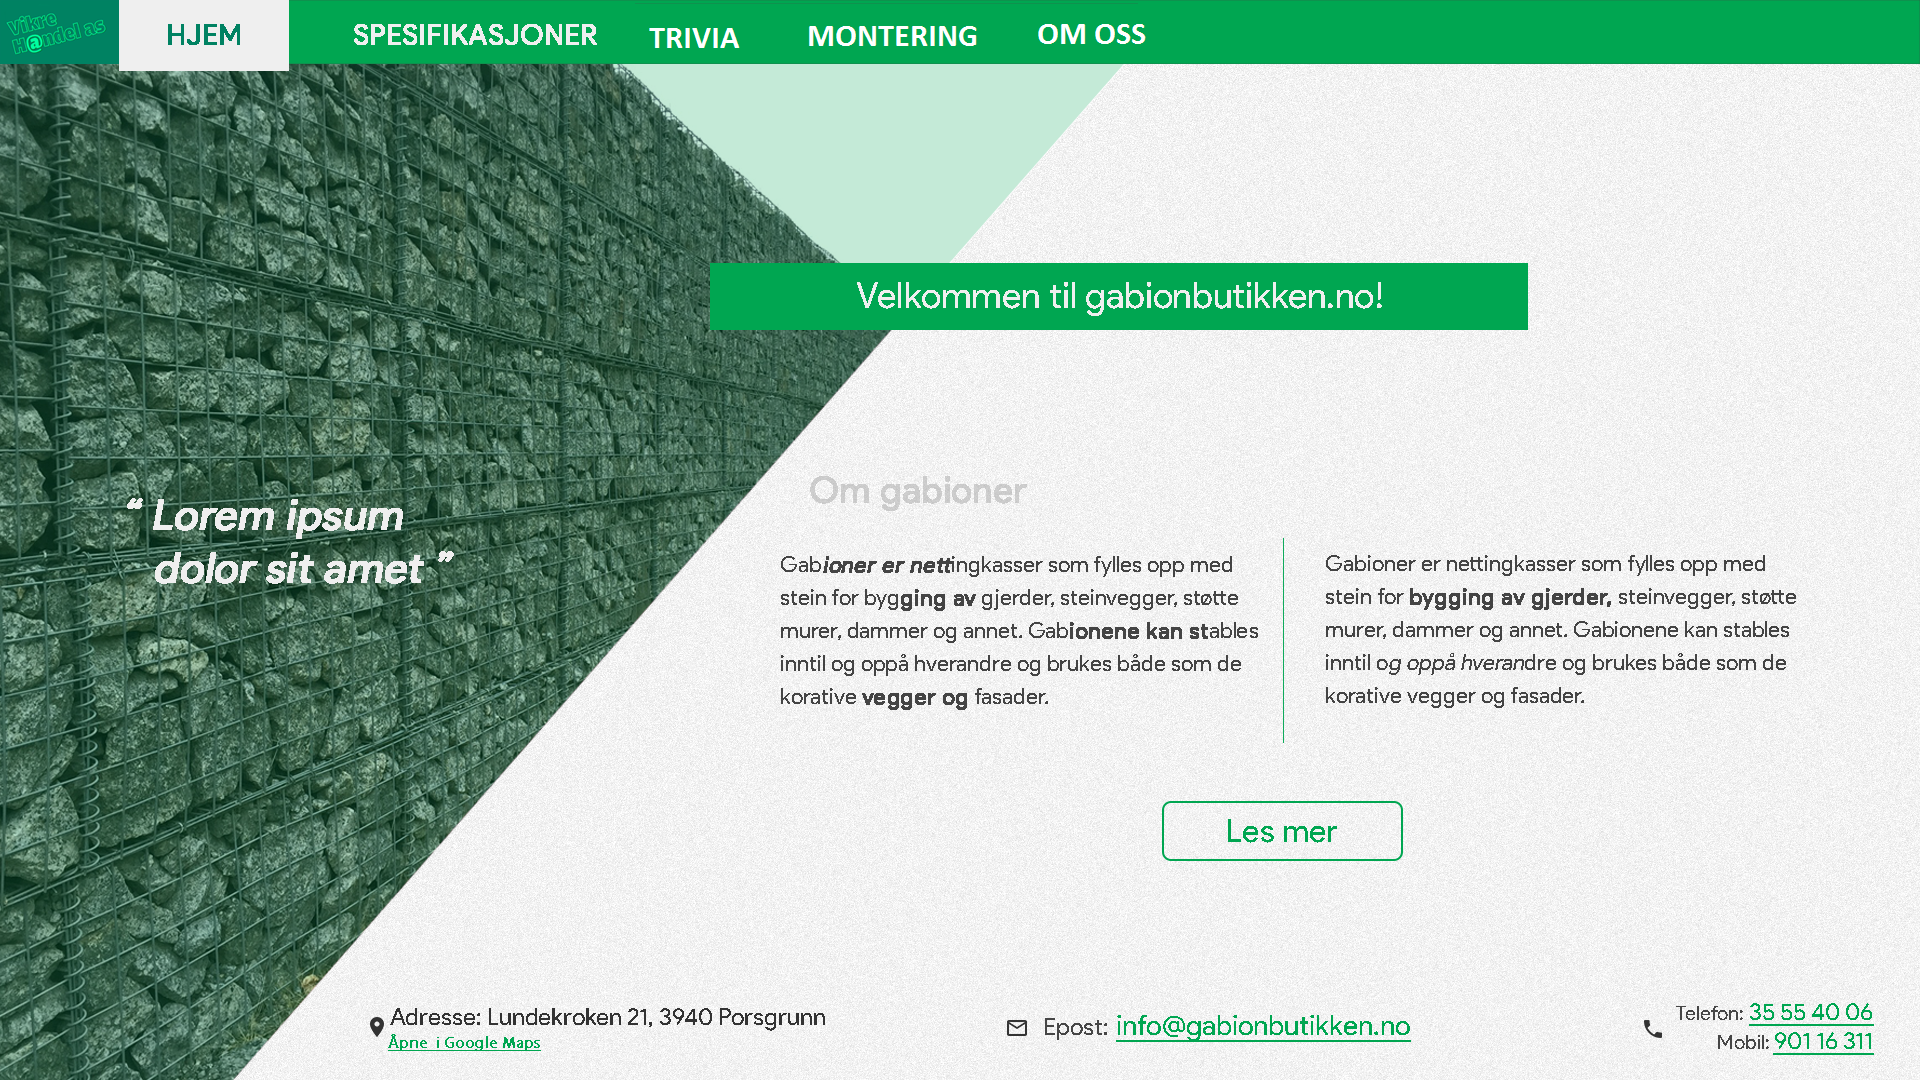 Vikre
H@ndel as
HJEM
SPESIFIKASJONER
TRIVIA
MONTERING
OM OSS
Velkommen til gabionbutikken.no!
“ Lorem ipsum
dolor sit amet ”
Om gabioner
Gabioner er nettingkasser som fylles opp med
stein for bygging av gjerder, steinvegger, støtte
murer, dammer og annet. Gabionene kan stables
inntil og oppå hverandre og brukes både som de
korative vegger og fasader.
Gabioner er nettingkasser som fylles opp med
stein for bygging av gjerder, steinvegger, støtte
murer, dammer og annet. Gabionene kan stables
inntil og oppå hverandre og brukes både som de
korative vegger og fasader.
Les mer
Adresse: Lundekroken 21, 3940 Porsgrunn
Åpne i Google Maps
Epost: info@gabionbutikken.no
Telefon: 35 55 40 06
Mobil: 901 16 311